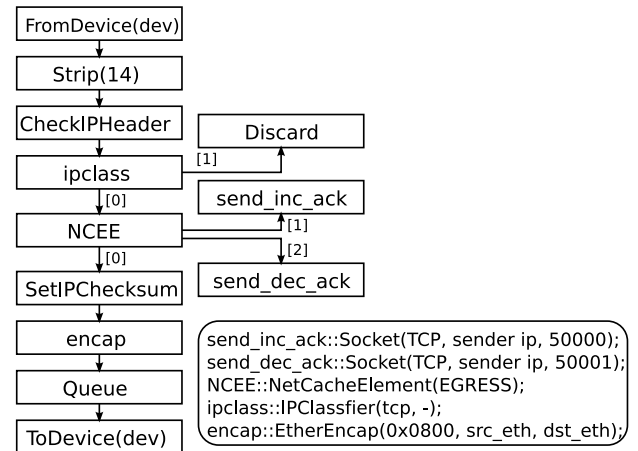 FromDevice(dev)
Strip(14)
CheckIPHeader
Discard
[1]
ipclass
[0]
send_inc_ack
NCEE
[1]
[0]
[2]
send_dec_ack
SetIPChecksum
encap
Queue
ToDevice(dev)
send_inc_ack::Socket(TCP, sender ip, 50000);
send_dec_ack::Socket(TCP, sender ip, 50001);
NCEE::NetCacheElement(EGRESS);
ipclass::IPClassfier(tcp, -);
encap::EtherEncap(0x0800, src_eth, dst_eth);